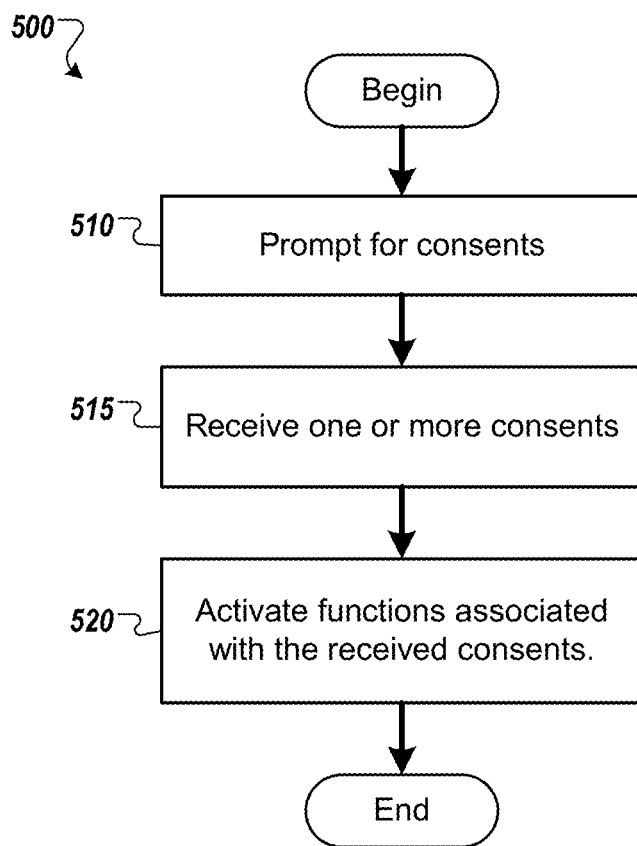 500
Begin
510
Prompt for consents
515
Receive one or more consents
520
Activate functions associated
with the received consents.
End